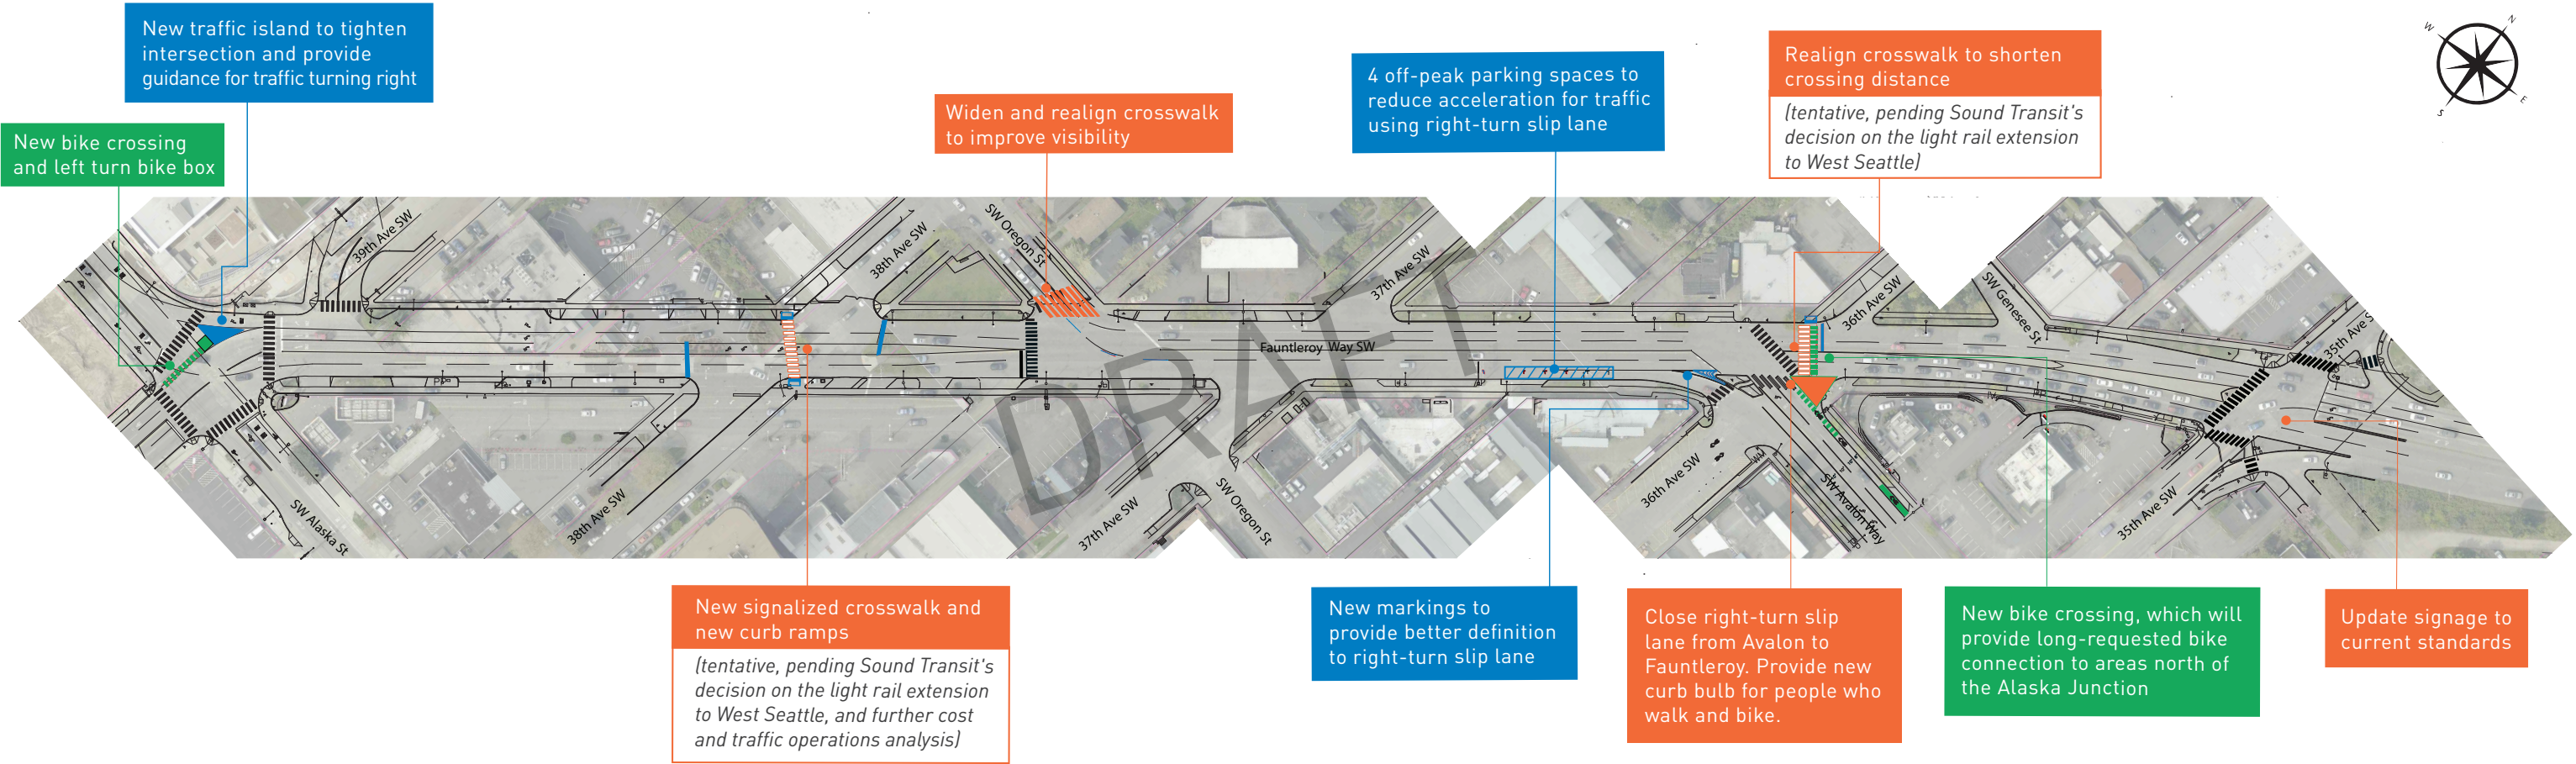 New traffic island to tighten
intersection and provide
guidance for traffic turning right
New bike crossing
and left turn bike box
Widen and realign crosswalk
to improve visibility
4 off-peak parking spaces to
reduce acceleration for traffic
using right-turn slip lane
Realign crosswalk to shorten
crossing distance
(tentative, pending Sound Transit's
decision on the light rail extension
to West Seattle)
N
W
E
S
39th Ave SW
38th Ave SW
SW Oregon St
37th Ave SW
36th Ave SW
SW Genesee St
35th Ave S
Fauntleroy Way SW
DRAFT
SW Alaska St
38th Ave SW
37th Ave SW
SW Oregon St
36th Ave SW
SW Avalon Way
35th Ave SW
New signalized crosswalk and
new curb ramps
(tentative, pending Sound Transit's
decision on the light rail extension
to West Seattle, and further cost
and traffic operations analysis)
New markings to
provide better definition
to right-turn slip lane
Close right-turn slip
lane from Avalon to
Fauntleroy. Provide new
curb bulb for people who
walk and bike.
New bike crossing, which will
provide long-requested bike
connection to areas north of
the Alaska Junction
Update signage to
current standards